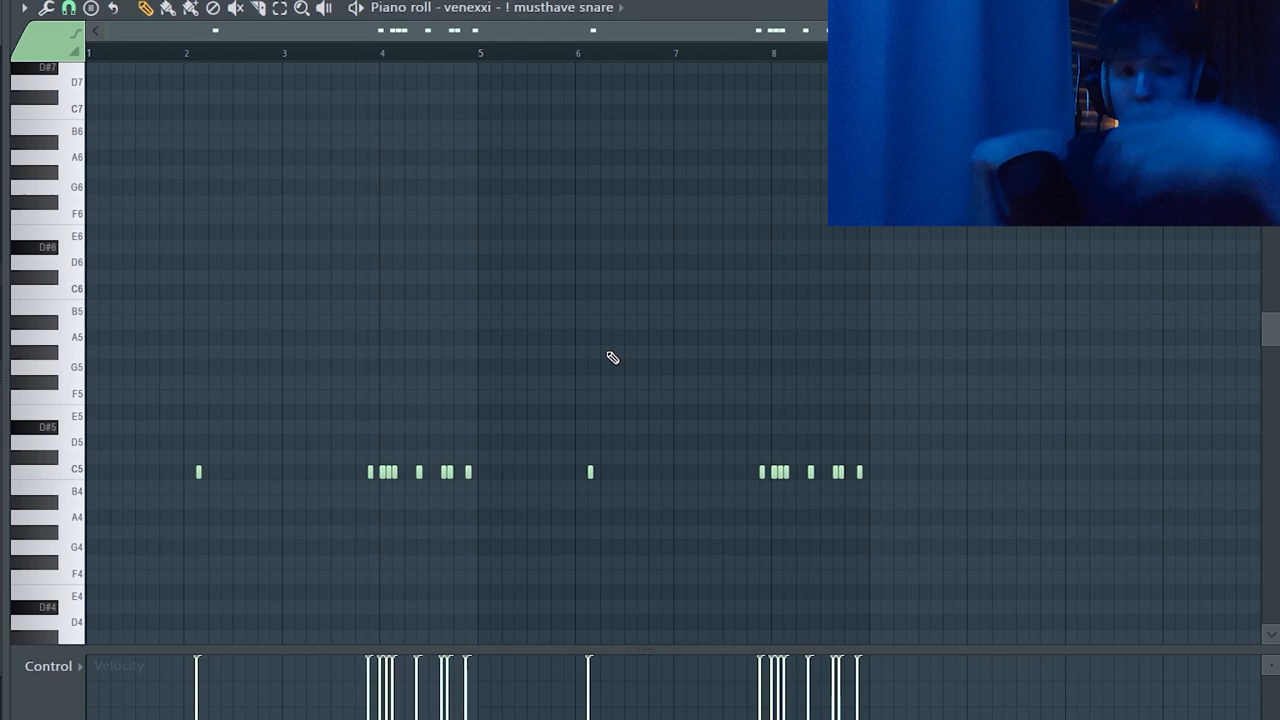 Piano roll - venexxi - ! musthave snare
1 2 3 4 5 6 7 8
D#7
D7
C7
B6
A6
G6
F6
E6
D#6
D6
C6
B5
A5
G5
F5
E5
D#5
D5
C5
B4
A4
G4
F4
E4
D#4
D4
Control Velocity